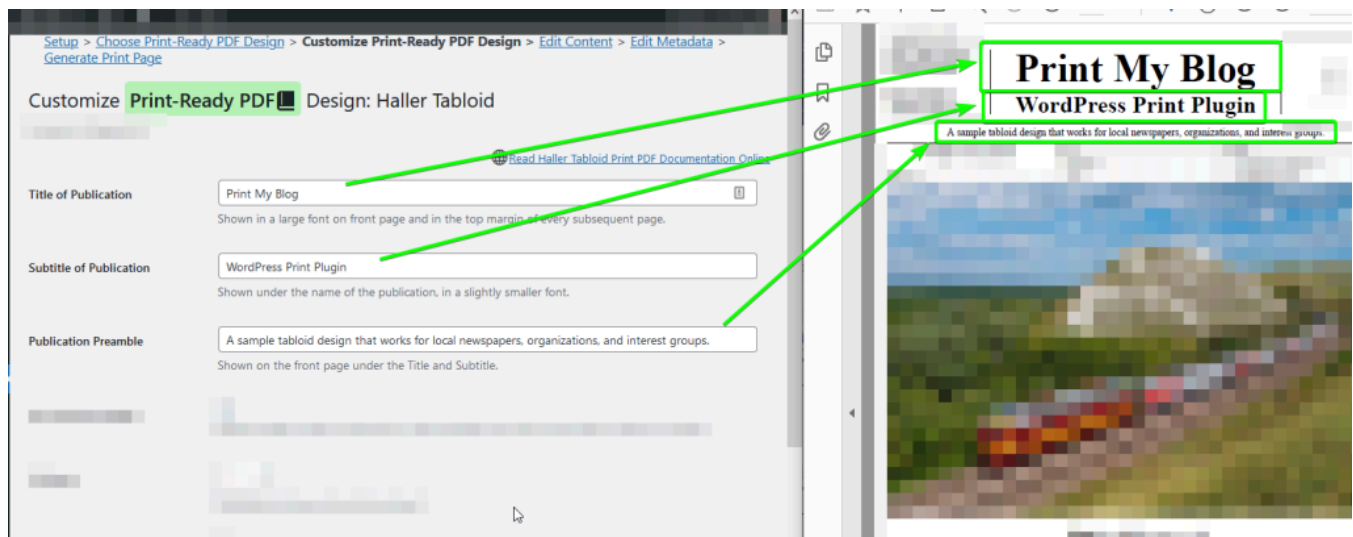 Setup > Choose Print-Ready PDF Design > Customize Print-Ready PDF Design > Edit Content > Edit Metadata >
Generate Print Page
Customize Print-Ready PDF Design: Haller Tabloid
Read Haller Tabloid Print PDF Documentation Online
Title of Publication
Print My Blog
Shown in a large font on front page and in the top margin of every subsequent page.
Subtitle of Publication
WordPress Print Plugin
Shown under the name of the publication, in a slightly smaller font.
Publication Preamble
A sample tabloid design that works for local newspapers, organizations, and interest groups.
Shown on the front page under the Title and Subtitle.
Print My Blog
WordPress Print Plugin
A sample tabloid design that works for local newspapers, organizations, and interest groups.